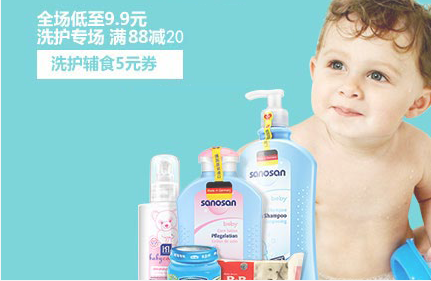 全场低至9.9元
洗护专场 满88减20
洗护辅食5元券
sanosan
baby
Pflegelotion
sanosan
baby
Shampoo